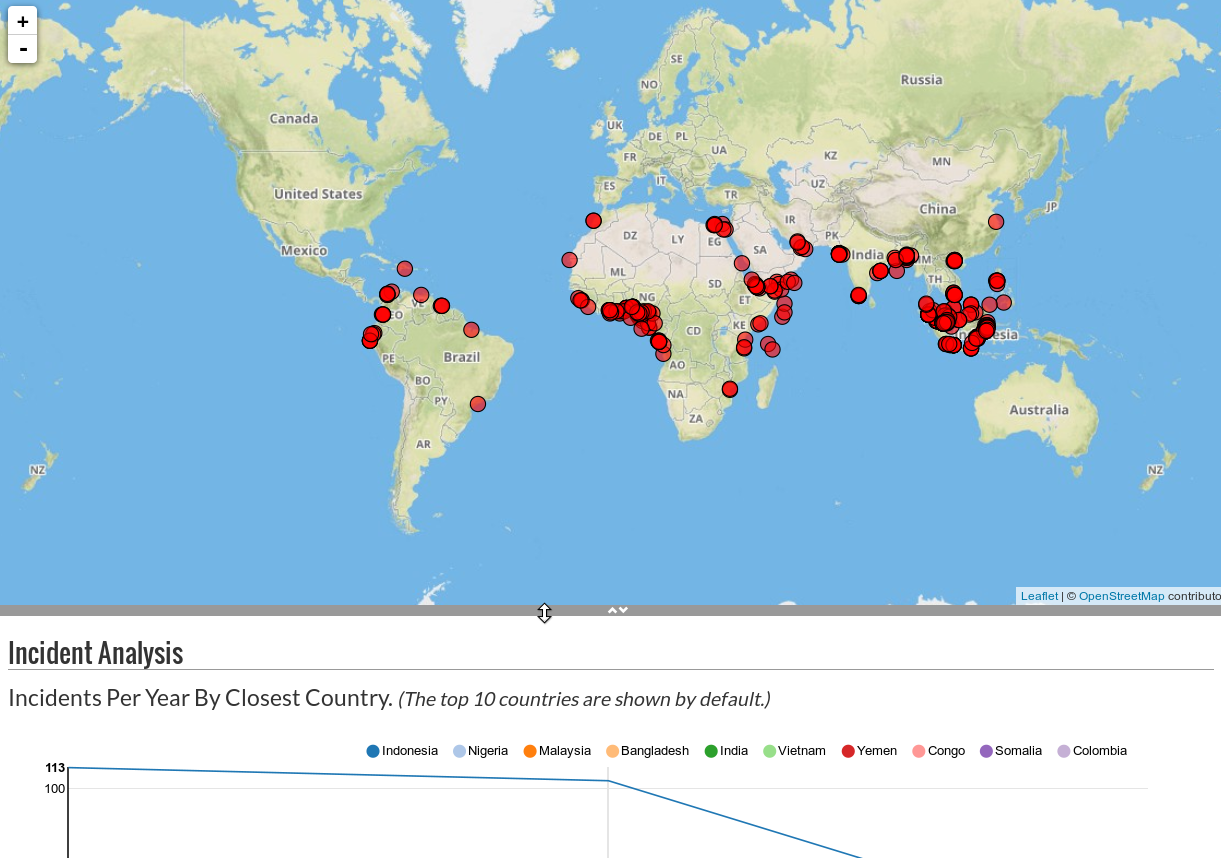 +
-
SE
NO
Russia
Canada
UK
DE
PL
FR
UA
KZ
MN
IT
UZ
ES
TR
United States
China
JP
IR
PK
DZ
LY
EG
SA
Mexico
India
ML
SD
TH
NG
ET
KE
CD
PE
Brazil
AO
BO
NA
PY
Australia
ZA
AR
NZ
NZ
Leaflet | © OpenStreetMap contributo
Incident Analysis
Incidents Per Year By Closest Country. (The top 10 countries are shown by default.)
Indonesia Nigeria Malaysia Bangladesh India Vietnam Yemen Congo Somalia Colombia
113
100